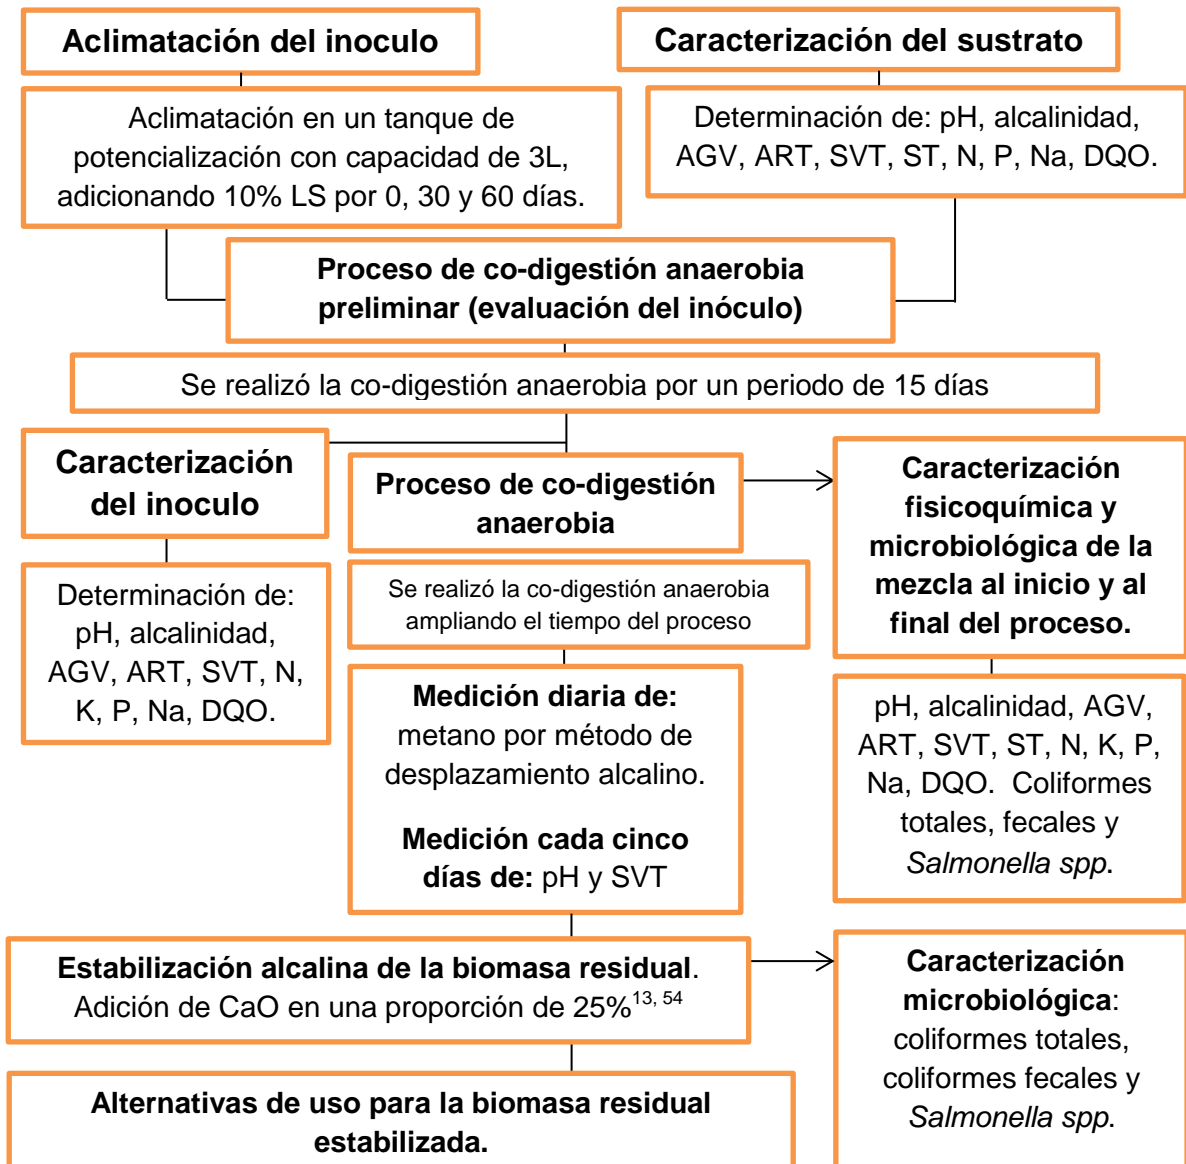 Aclimatación del inoculo
Caracterización del sustrato
Aclimatación en un tanque de
potencialización con capacidad de 3L,
adicionando 10% LS por 0, 30 y 60 días.
Determinación de: pH, alcalinidad,
AGV, ART, SVT, ST, N, P, Na, DQO.
Proceso de co-digestión anaerobia
preliminar (evaluación del inóculo)
Se realizó la co-digestión anaerobia por un periodo de 15 días
Caracterización
del inoculo
Determinación de:
pH, alcalinidad,
AGV, ART, SVT, N,
K, P, Na, DQO.
Proceso de co-digestión
anaerobia
Se realizó la co-digestión anaerobia
ampliando el tiempo del proceso
Medición diaria de:
metano por método de
desplazamiento alcalino.
Medición cada cinco
días de: pH y SVT
Caracterización
fisicoquímica y
microbiológica de la
mezcla al inicio y al
final del proceso.
pH, alcalinidad, AGV,
ART, SVT, ST, N, K, P,
Na, DQO. Coliformes
totales, fecales y
Salmonella spp.
Estabilización alcalina de la biomasa residual.
Adición de CaO en una proporción de 25%13, 54
Caracterización
microbiológica:
coliformes totales,
coliformes fecales y
Salmonella spp.
Alternativas de uso para la biomasa residual
estabilizada.